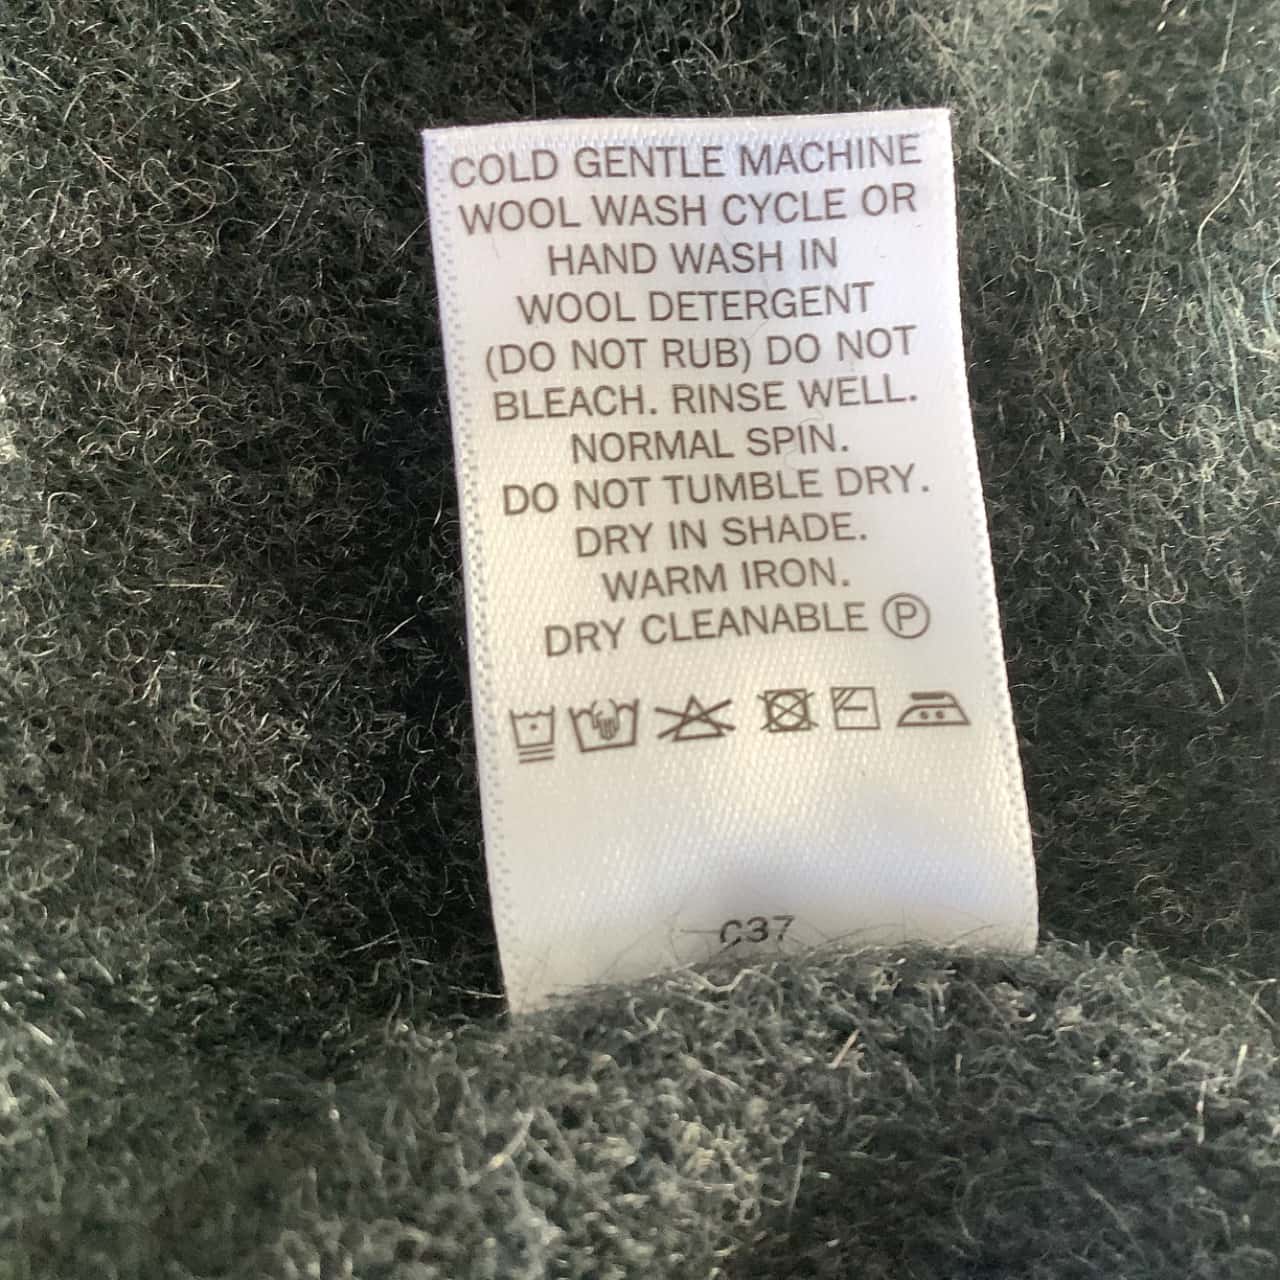 COLD GENTLE MACHINE
WOOL WASH CYCLE OR
HAND WASH IN
WOOL DETERGENT
(DO NOT RUB) DO NOT
BLEACH. RINSE WELL.
NORMAL SPIN.
DO NOT TUMBLE DRY.
DRY IN SHADE.
WARM IRON.
DRY CLEANABLE Ⓟ
C37